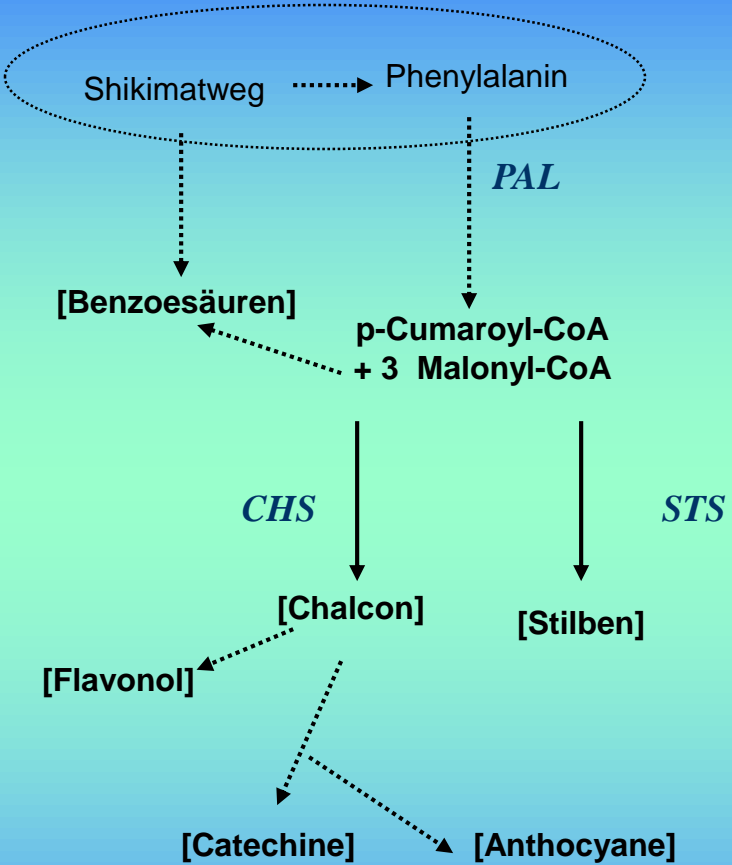 Shikimatweg
Phenylalanin
PAL
[Benzoesäuren]
p-Cumaroyl-CoA
+ 3 Malonyl-CoA
CHS
STS
[Chalcon]
[Stilben]
[Flavonol]
[Catechine]
[Anthocyane]